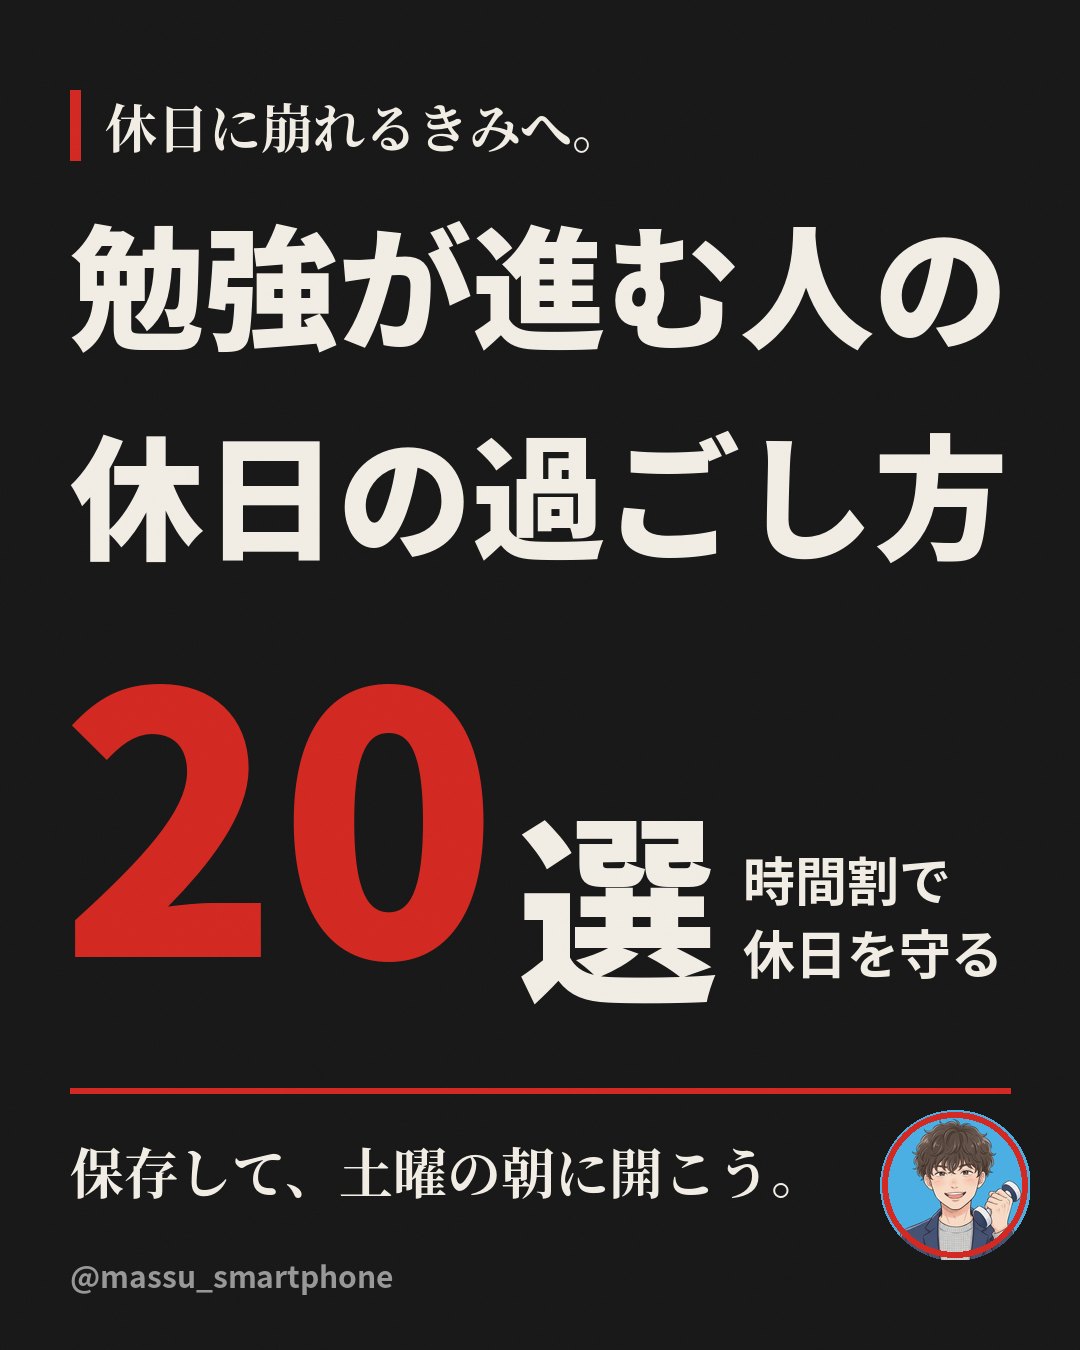 休日に崩れるきみへ。
勉強が進む人の
休日の過ごし方
20選
時間割で
休日を守る
保存して、土曜の朝に開こう。
@massu_smartphone